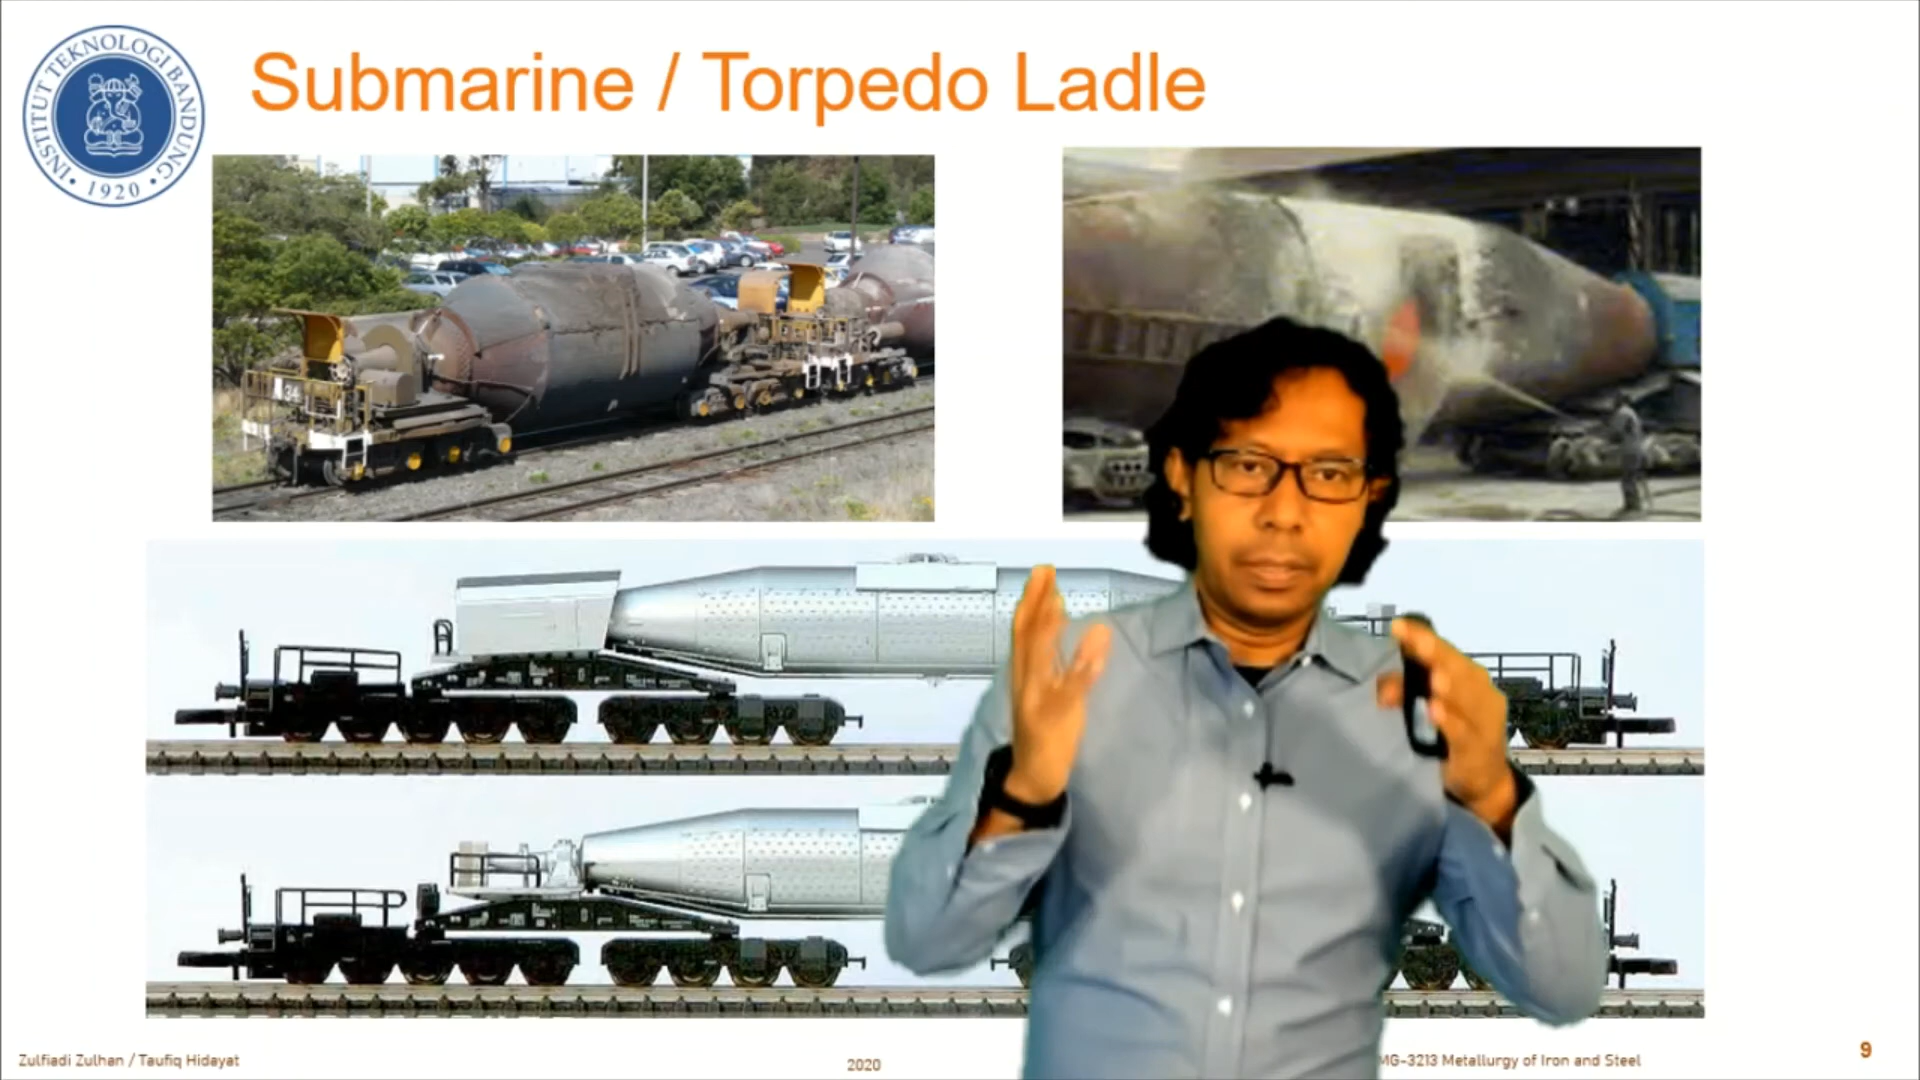 INSTITUT TEKNOLOGI BANDUNG
• 1920 •
Submarine / Torpedo Ladle
34
Zulfiadi Zulhan / Taufiq Hidayat
2020
MG-3213 Metallurgy of Iron and Steel
9